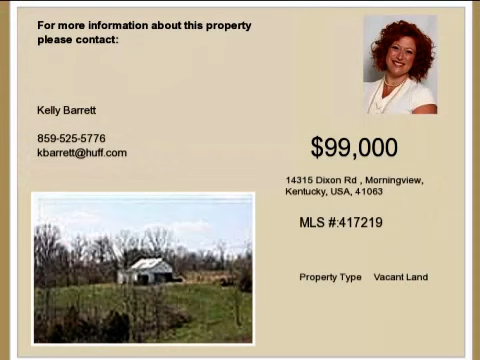 For more information about this property
please contact:
Kelly Barrett
859-525-5776
kbarrett@huff.com
$99,000
14315 Dixon Rd , Morningview,
Kentucky, USA, 41063
MLS #:417219
Property Type Vacant Land